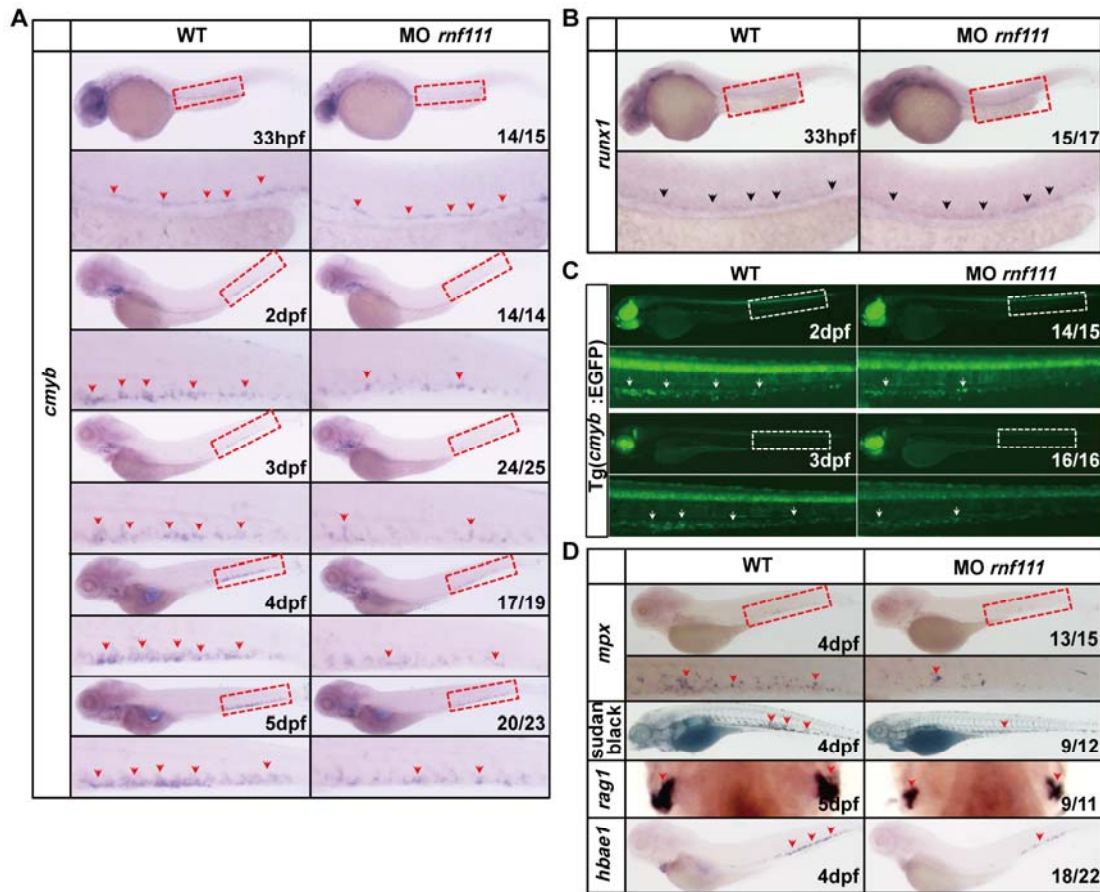 A
WT MO rnf111
cmyb
33hpf 14/15
2dpf 14/14
3dpf 24/25
4dpf 17/19
5dpf 20/23
B
WT MO rnf111
runx1
33hpf 15/17
C
WT MO rnf111
Tg(cmyb:EGFP)
2dpf 14/15
3dpf 16/16
D
WT MO rnf111
mpx
4dpf 13/15
sudan
black
4dpf 9/12
rag1
5dpf 9/11
hbae1
4dpf 18/22